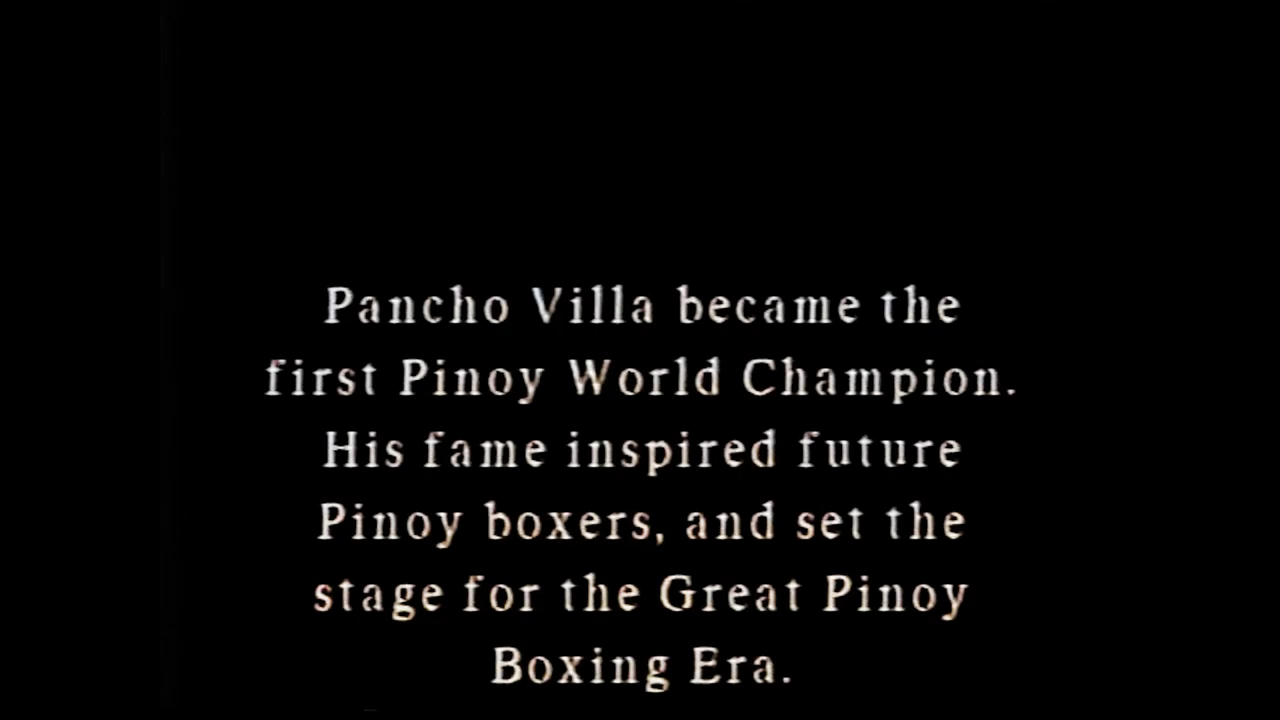 Pancho Villa became the
first Pinoy World Champion.
His fame inspired future
Pinoy boxers, and set the
stage for the Great Pinoy
Boxing Era.